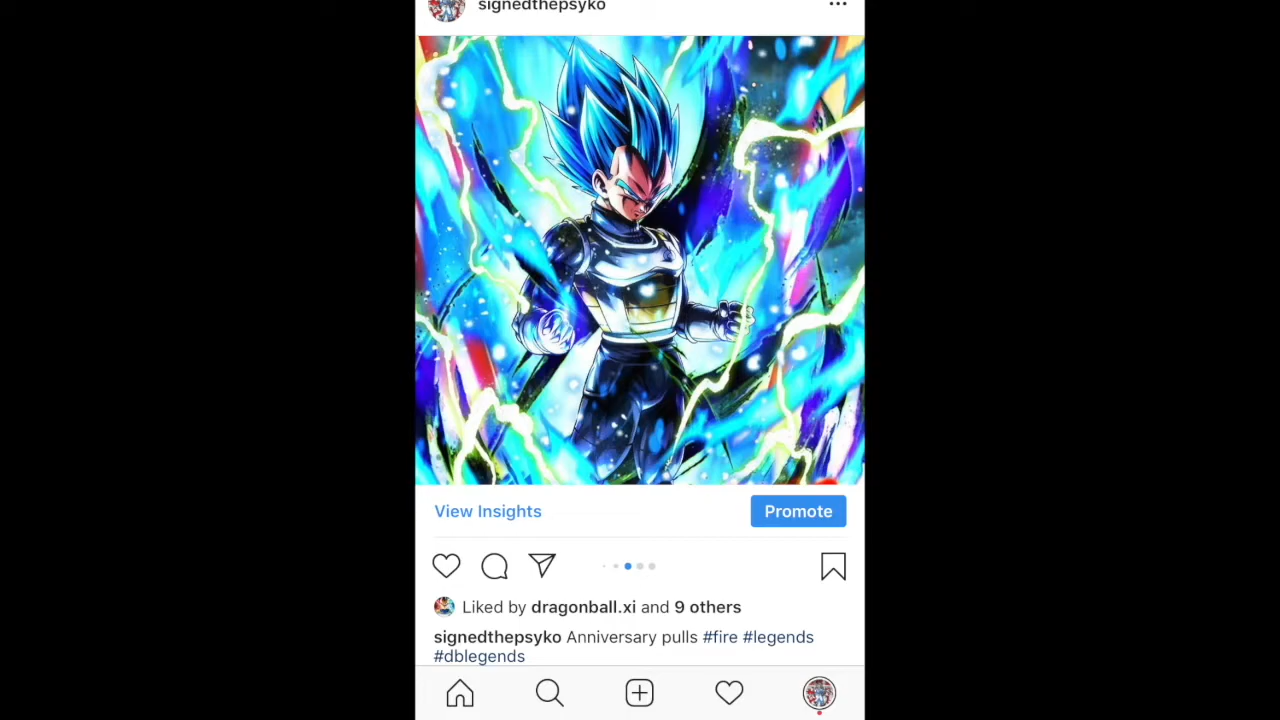 signedthepsyko
View Insights
Promote
Liked by dragonball.xi and 9 others
signedthepsyko Anniversary pulls #fire #legends
#dblegends